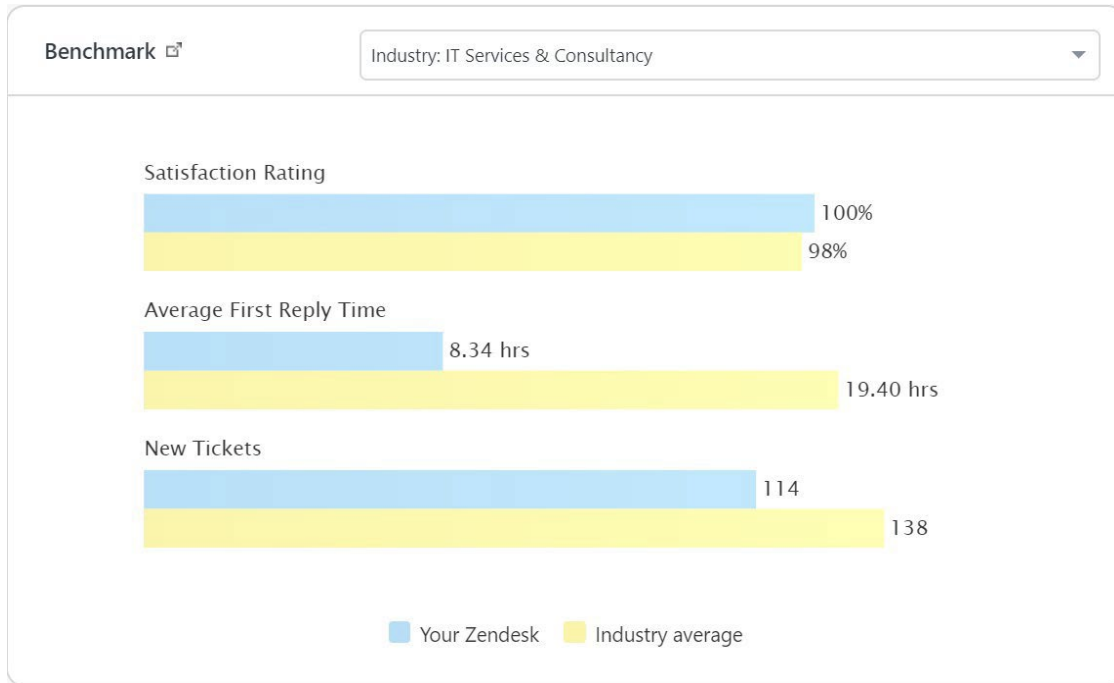 Benchmark
Industry: IT Services & Consultancy
Satisfaction Rating
100%
98%
Average First Reply Time
8.34 hrs
19.40 hrs
New Tickets
114
138
Your Zendesk Industry average